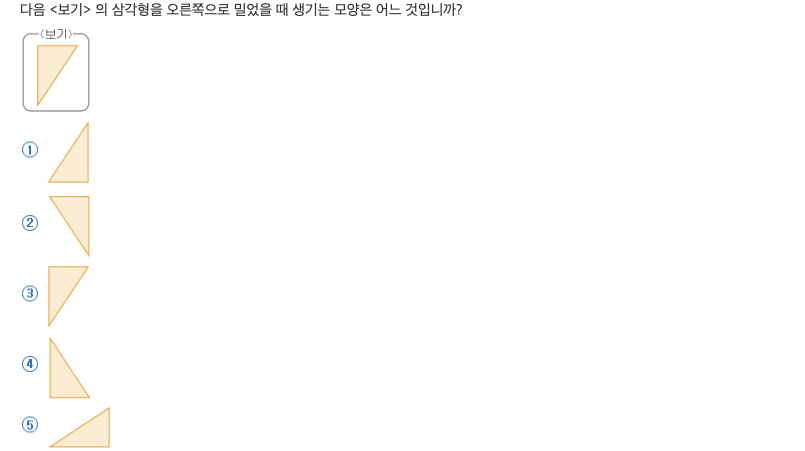 다음 <보기> 의 삼각형을 오른쪽으로 밀었을 때 생기는 모양은 어느 것입니까?
<보기>
①
②
③
④
⑤